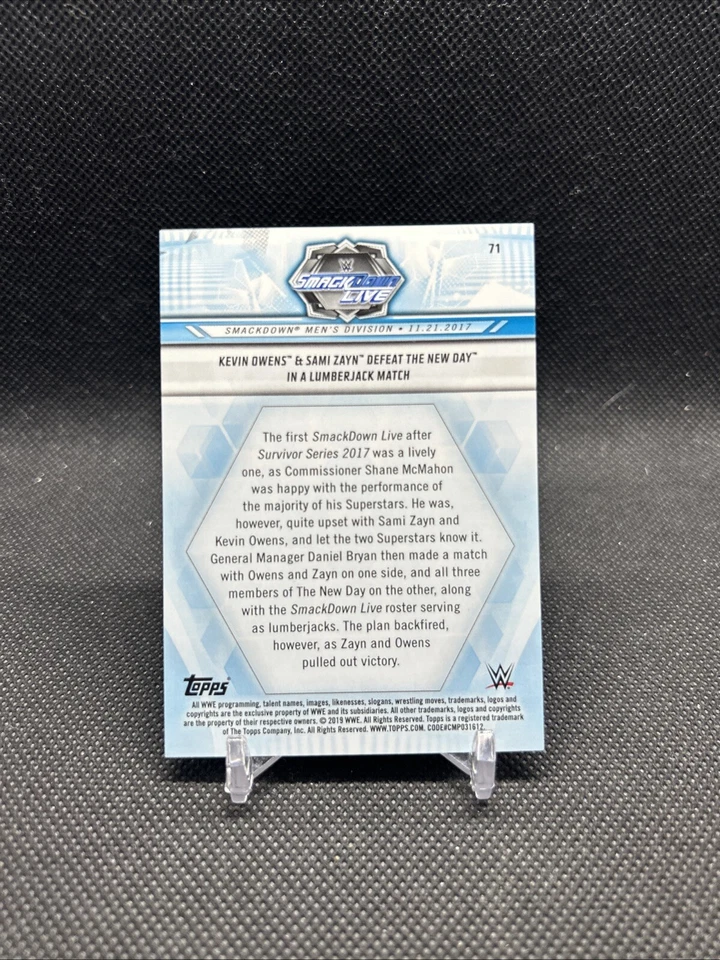 71
W
SMACKDOWN
LIVE
SMACKDOWN® MEN'S DIVISION • 11.21.2017
KEVIN OWENS™ & SAMI ZAYN™ DEFEAT THE NEW DAY™
IN A LUMBERJACK MATCH
The first SmackDown Live after
Survivor Series 2017 was a lively
one, as Commissioner Shane McMahon
was happy with the performance of
the majority of his Superstars. He was,
however, quite upset with Sami Zayn and
Kevin Owens, and let the two Superstars know it.
General Manager Daniel Bryan then made a match
with Owens and Zayn on one side, and all three
members of The New Day on the other, along
with the SmackDown Live roster serving
as lumberjacks. The plan backfired,
however, as Zayn and Owens
pulled out victory.
Topps®
W
All WWE programming, talent names, images, likenesses, slogans, wrestling moves, trademarks, logos and
copyrights are the exclusive property of WWE and its subsidiaries. All other trademarks, logos and copyrights
are the property of their respective owners. © 2019 WWE. All Rights Reserved. Topps is a registered trademark
of The Topps Company, Inc. All Rights Reserved. WWW.TOPPS.COM. CODE#CMP031612